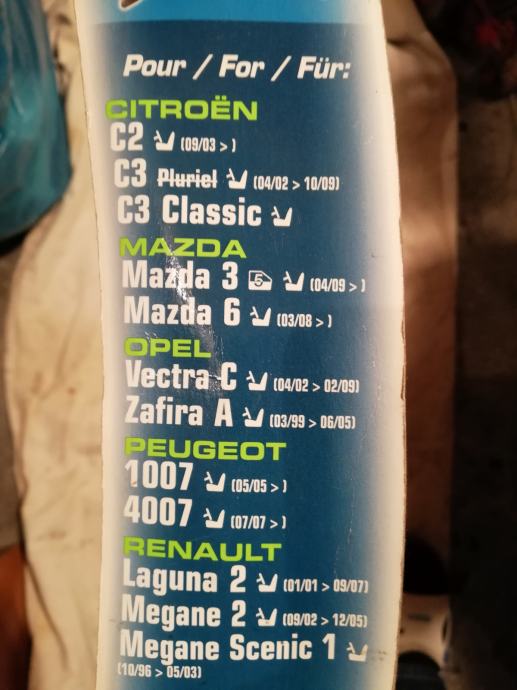 Pour / For / Für:
CITROËN
C2 (09/03 > )
C3 Pluriel (04/02 > 10/09)
C3 Classic
MAZDA
Mazda 3 5 (04/09 > )
Mazda 6 (03/08 > )
OPEL
Vectra C (04/02 > 02/09)
Zafira A (03/99 > 06/05)
PEUGEOT
1007 (05/05 > )
4007 (07/07 > )
RENAULT
Laguna 2 (01/01 > 09/07)
Megane 2 (09/02 > 12/05)
Megane Scenic 1
(10/96 > 05/03)